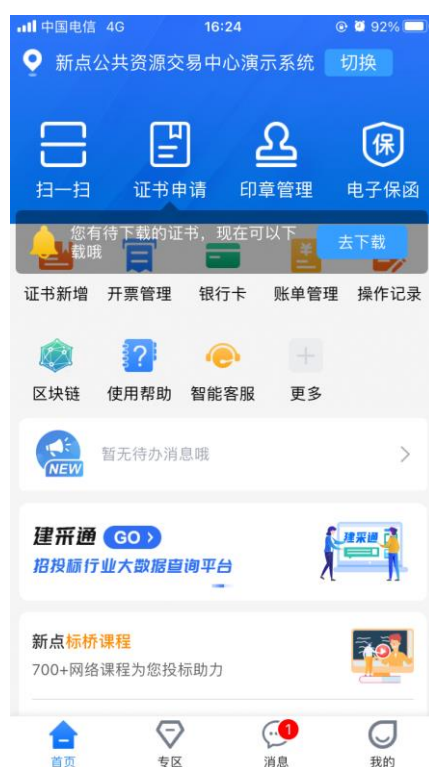 中国电信 4G 16:24 92%
新点公共资源交易中心演示系统 切换
扫一扫 证书申请 印章管理 保 电子保函
您有待下载的证书，现在可以下
载哦
去下载
证书新增 开票管理 银行卡 账单管理 操作记录
区块链 使用帮助 智能客服 更多
NEW 暂无待办消息哦
建采通 GO
招投标行业大数据查询平台
建采通
新点标桥课程
700+网络课程为您投标助力
1
首页 专区 消息 我的